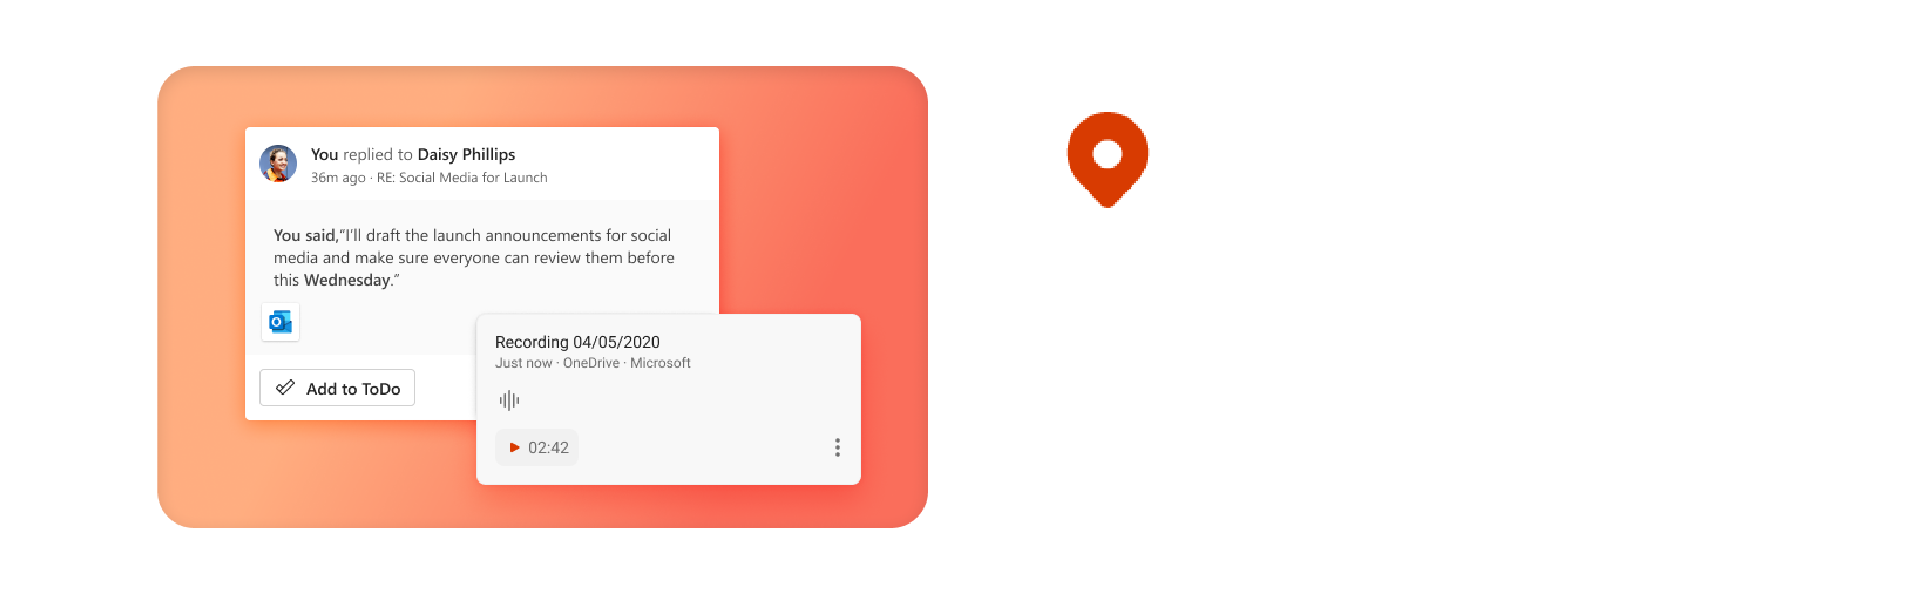 You replied to Daisy Phillips
36m ago · RE: Social Media for Launch
You said,“I’ll draft the launch announcements for social
media and make sure everyone can review them before
this Wednesday.”
Add to ToDo
Recording 04/05/2020
Just now · OneDrive · Microsoft
02:42